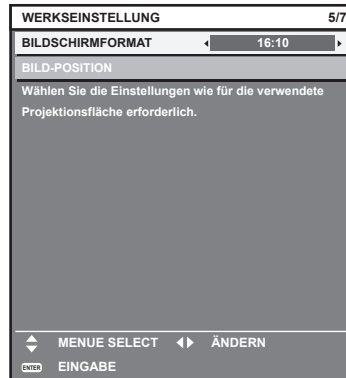 WERKSEINSTELLUNG 5/7
BILDSCHIRMFORMAT 16:10
BILD-POSITION
Wählen Sie die Einstellungen wie für die verwendete
Projektionsfläche erforderlich.
MENUE SELECT ÄNDERN
ENTER EINGABE